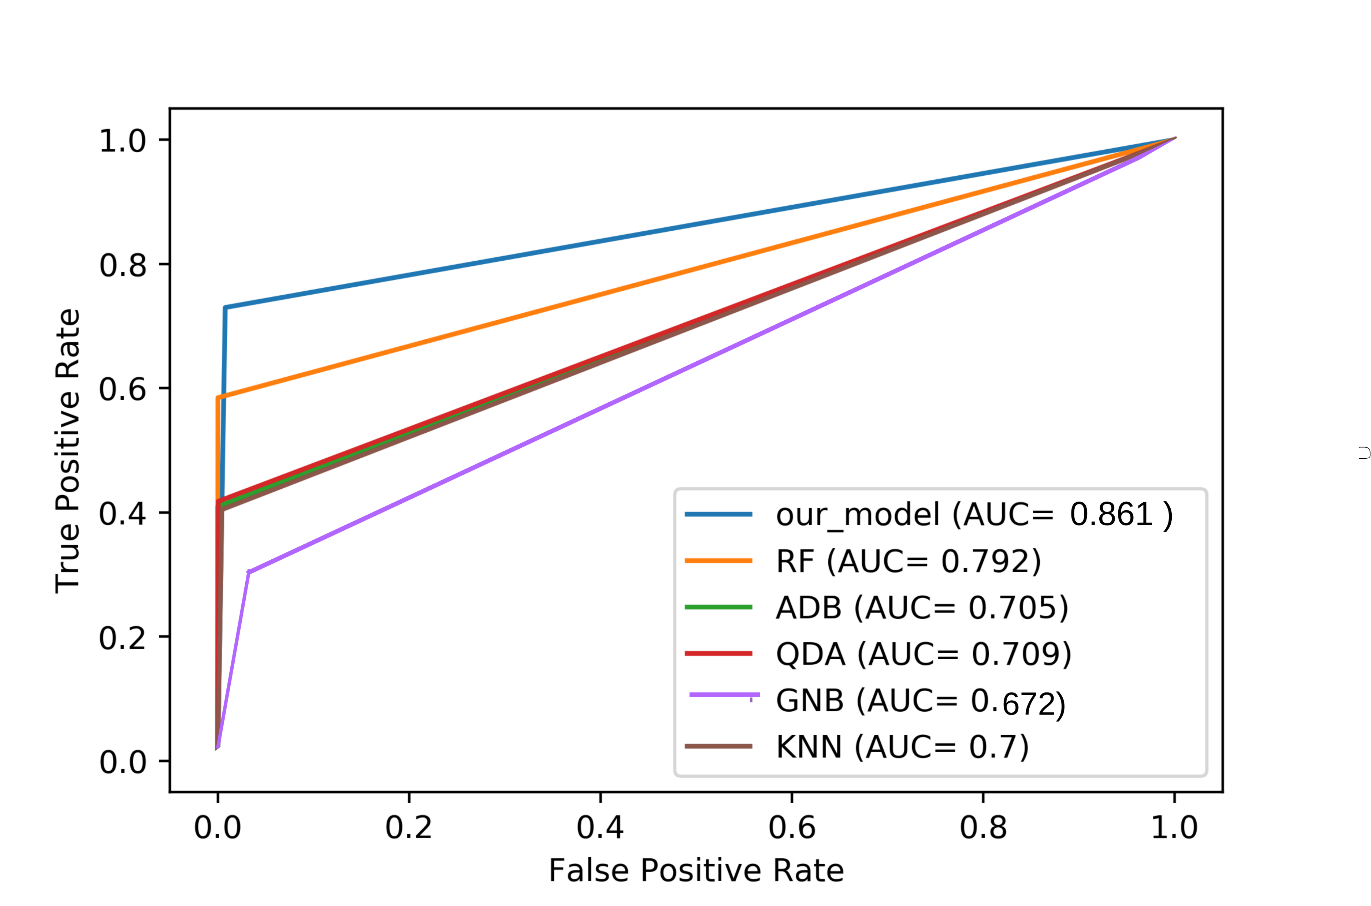 1.0
0.8
0.6
0.4
0.2
0.0
True Positive Rate
our_model (AUC= 0.861 )
RF (AUC= 0.792)
ADB (AUC= 0.705)
QDA (AUC= 0.709)
GNB (AUC= 0.672)
KNN (AUC= 0.7)
0.0 0.2 0.4 0.6 0.8 1.0
False Positive Rate